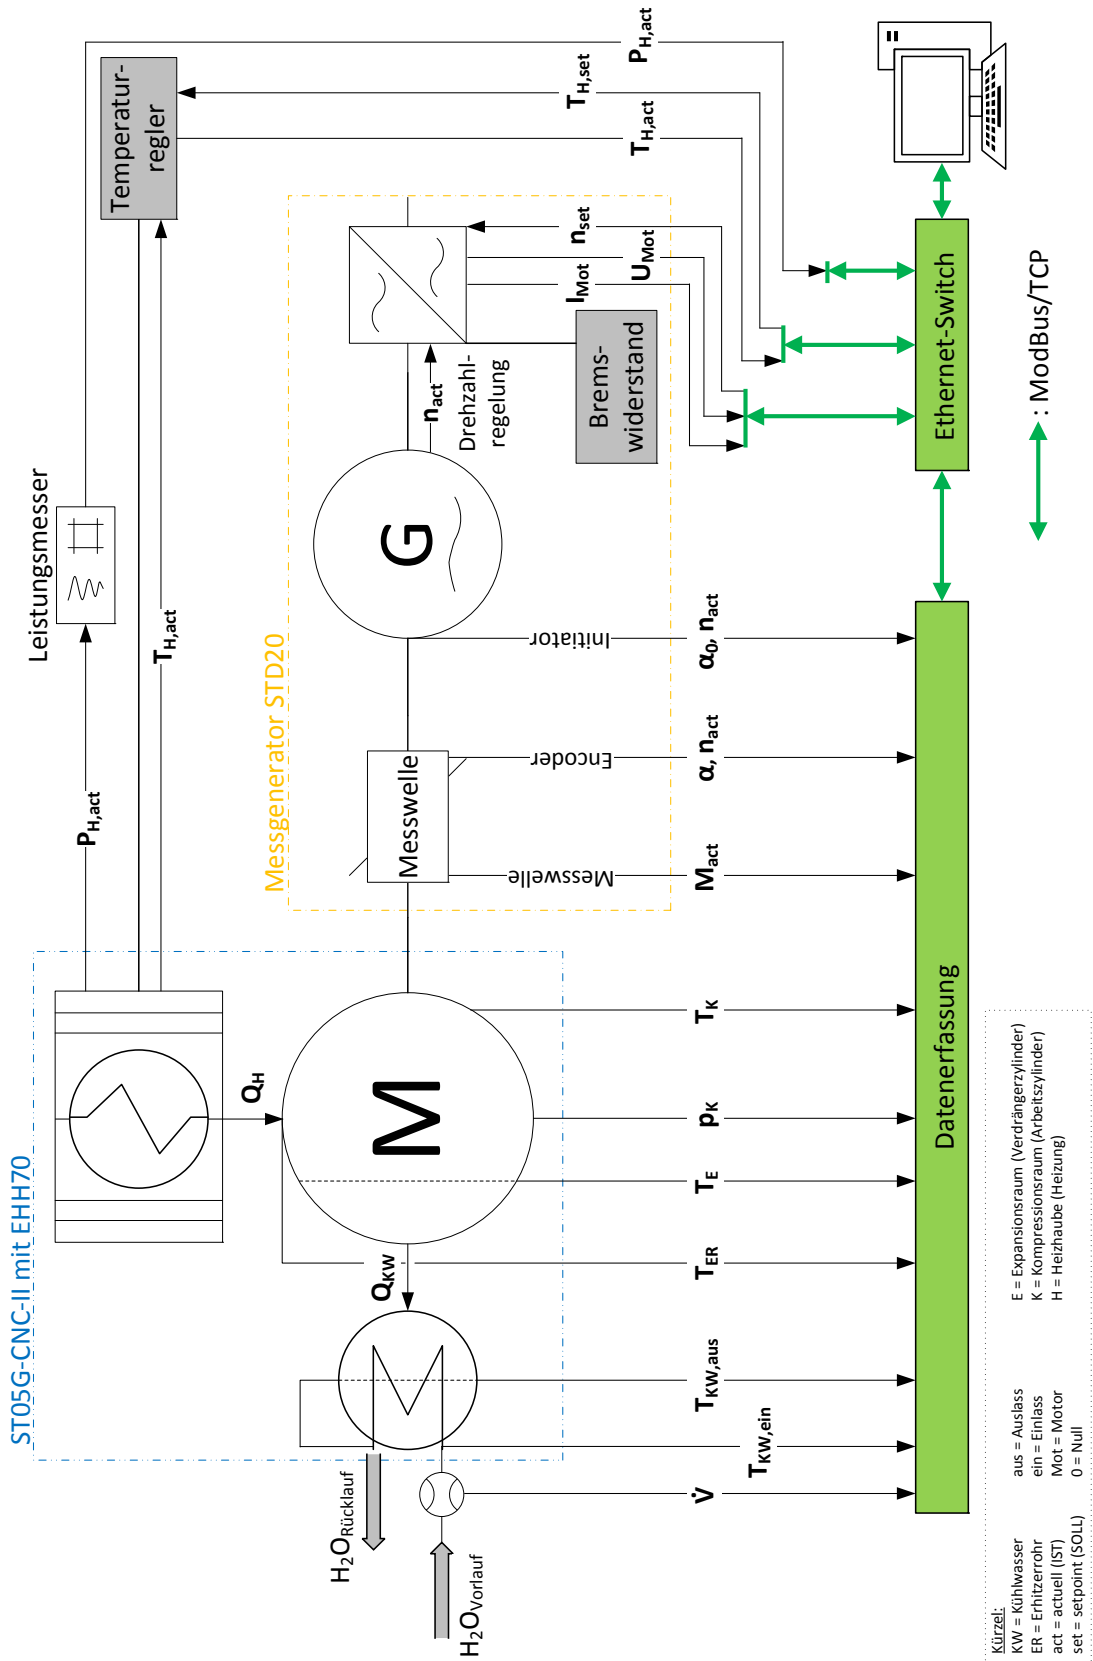 ST05G-CNC-II mit EHH70
Messgenerator STD20
Leistungsmesser
Temperatur-
regler
P_H,act
T_H,act
P_H,act
T_H,set
T_H,act
Q_H
M
Q_KW
H₂O_Rücklauf
H₂O_Vorlauf
Messwelle
G
n_act
Drehzahl-
regelung
Brems-
widerstand
I_Mot
U_Mot
n_set
Messwelle
Encoder
Initiator
V̇
T_KW,ein
T_KW,aus
T_ER
T_E
p_K
T_K
M_act
α, n_act
α₀, n_act
Datenerfassung
Ethernet-Switch
: ModBus/TCP
Kürzel:
KW = Kühlwasser
ER = Erhitzerrohr
act = actuell (IST)
set = setpoint (SOLL)
aus = Auslass
ein = Einlass
Mot = Motor
0 = Null
E = Expansionsraum (Verdrängerzylinder)
K = Kompressionsraum (Arbeitszylinder)
H = Heizhaube (Heizung)